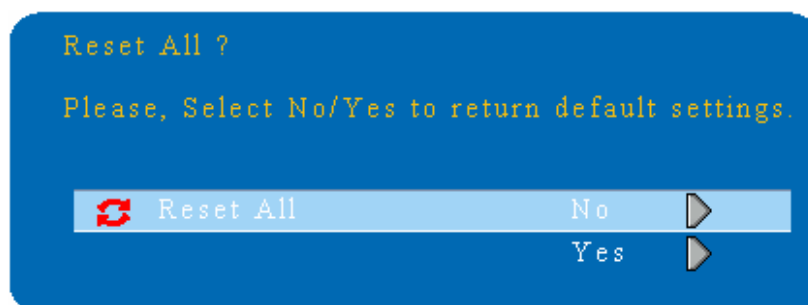 Reset All ?
Please, Select No/Yes to return default settings.
Reset All No
Yes